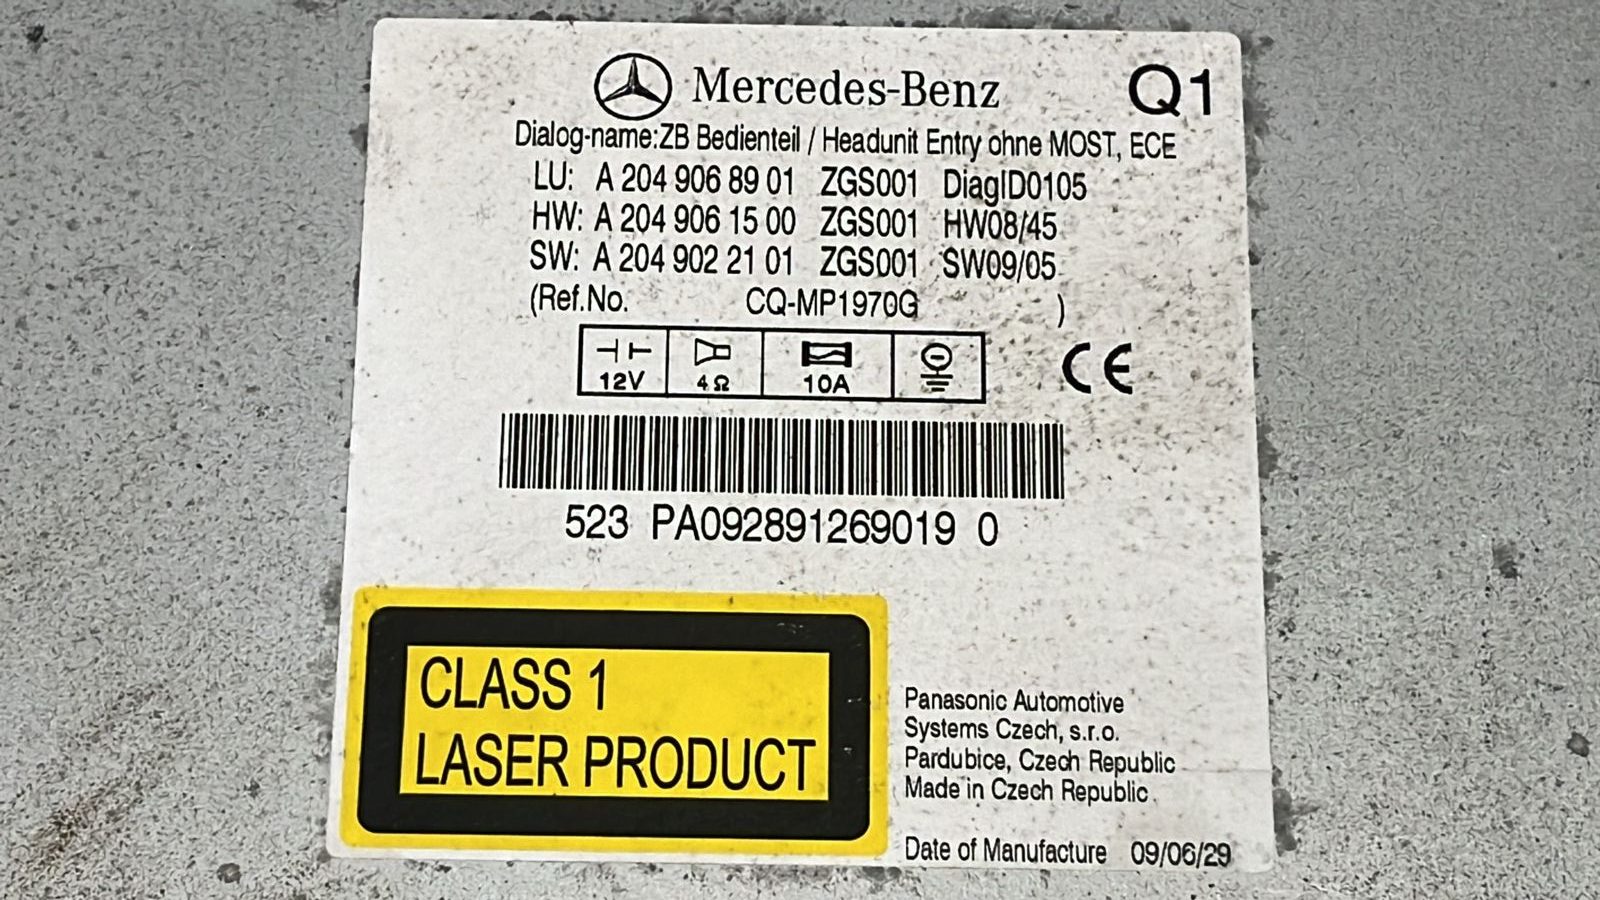 Mercedes-Benz Q1
Dialog-name:ZB Bedienteil / Headunit Entry ohne MOST, ECE
LU: A 204 906 89 01 ZGS001 DiagID0105
HW: A 204 906 15 00 ZGS001 HW08/45
SW: A 204 902 21 01 ZGS001 SW09/05
(Ref.No. CQ-MP1970G )
12V 4Ω 10A
CE
523 PA092891269019 0
CLASS 1
LASER PRODUCT
Panasonic Automotive
Systems Czech, s.r.o.
Pardubice, Czech Republic
Made in Czech Republic
Date of Manufacture 09/06/29